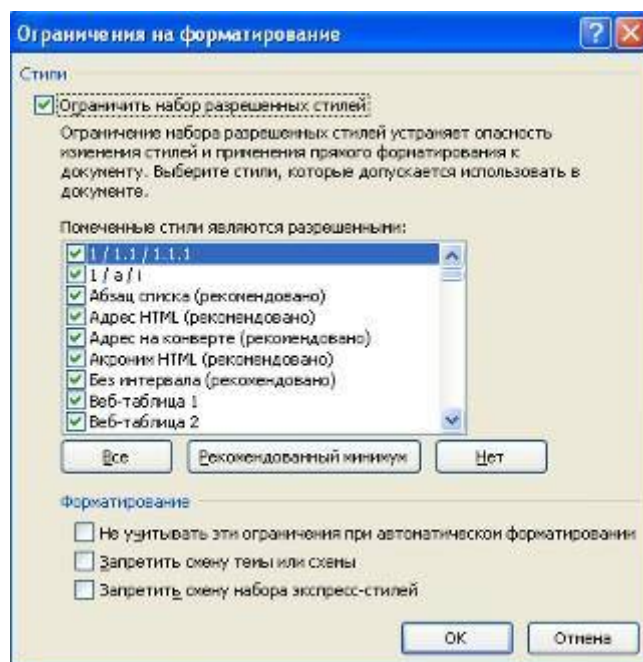 Ограничения на форматирование
Стили
Ограничить набор разрешенных стилей
Ограничение набора разрешенных стилей устраняет опасность
изменения стилей и применения прямого форматирования к
документу. Выберите стили, которые допускается использовать в
документе.
Помеченные стили являются разрешенными:
1 / 1.1 / 1.1.1
1 / a / i
Абзац списка (рекомендовано)
Адрес HTML (рекомендовано)
Адрес на конверте (рекомендовано)
Акроним HTML (рекомендовано)
Без интервала (рекомендовано)
Веб-таблица 1
Веб-таблица 2
Все Рекомендованный минимум Нет
Форматирование
Не учитывать эти ограничения при автоматическом форматировании
Запретить смену темы или схемы
Запретить смену набора экспресс-стилей
ОК Отмена